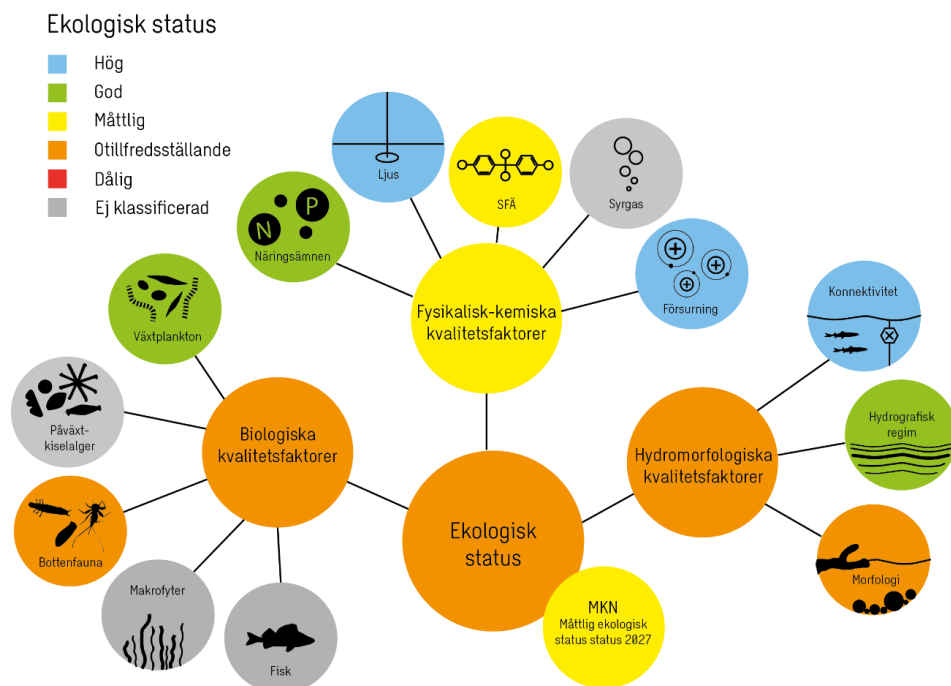 Ekologisk status
Hög
God
Måttlig
Otillfredsställande
Dålig
Ej klassificerad
Ljus
SFÄ
Syrgas
N
P
Näringsämnen
Försurning
Fysikalisk-kemiska
kvalitetsfaktorer
Konnektivitet
Växtplankton
Hydrografisk
regim
Påväxt-
kiselalger
Biologiska
kvalitetsfaktorer
Hydromorfologiska
kvalitetsfaktorer
Ekologisk
status
Bottenfauna
Morfologi
Makrofyter
Fisk
MKN
Måttlig ekologisk
status status 2027